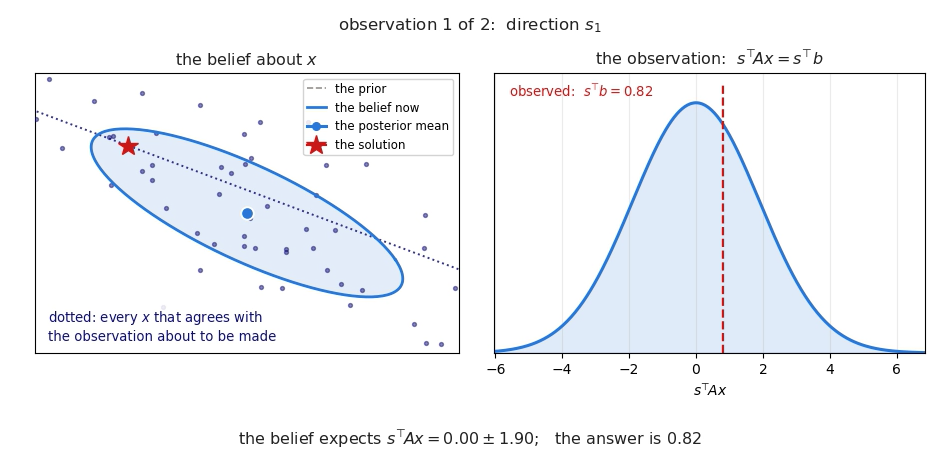 observation 1 of 2: direction s₁
the belief about x
the prior
the belief now
the posterior mean
the solution
dotted: every x that agrees with
the observation about to be made
the observation: s⊤Ax = s⊤b
observed: s⊤b = 0.82
−6 −4 −2 0 2 4 6
s⊤Ax
the belief expects s⊤Ax = 0.00 ± 1.90; the answer is 0.82